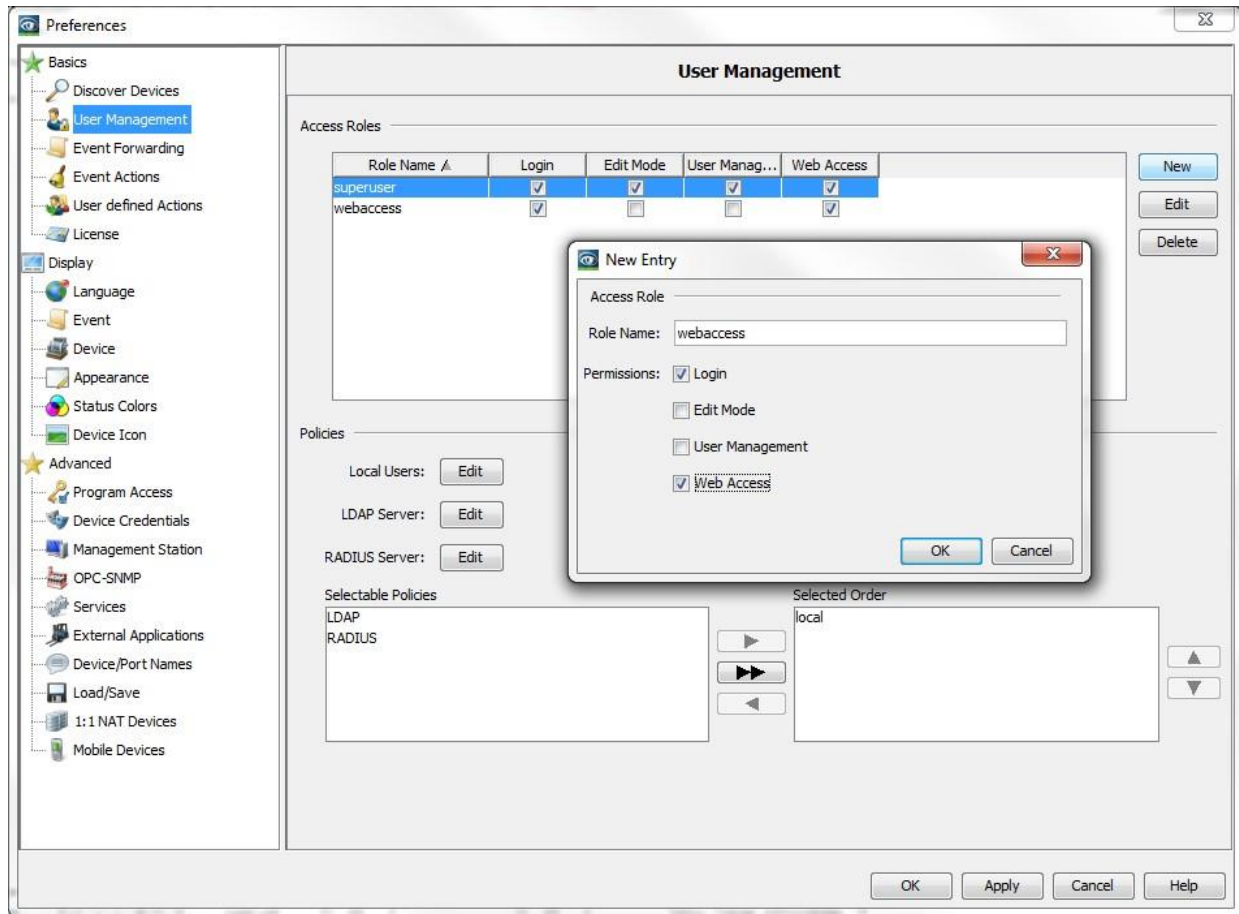 Preferences
Basics
Discover Devices
User Management
Event Forwarding
Event Actions
User defined Actions
License
Display
Language
Event
Device
Appearance
Status Colors
Device Icon
Advanced
Program Access
Device Credentials
Management Station
OPC-SNMP
Services
External Applications
Device/Port Names
Load/Save
1:1 NAT Devices
Mobile Devices
User Management
Access Roles
Role Name Login Edit Mode User Manag... Web Access
superuser
webaccess
New
Edit
Delete
New Entry
Access Role
Role Name: webaccess
Permissions: Login
Edit Mode
User Management
Web Access
OK Cancel
Policies
Local Users: Edit
LDAP Server: Edit
RADIUS Server: Edit
Selectable Policies
LDAP
RADIUS
Selected Order
local
OK Apply Cancel Help